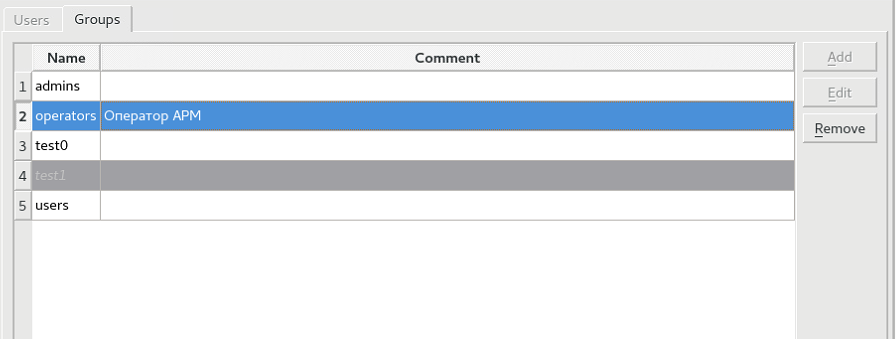 Users Groups
Name Comment Add
1 admins
Edit
2 operators Оператор АРМ
Remove
3 test0
4 test1
5 users